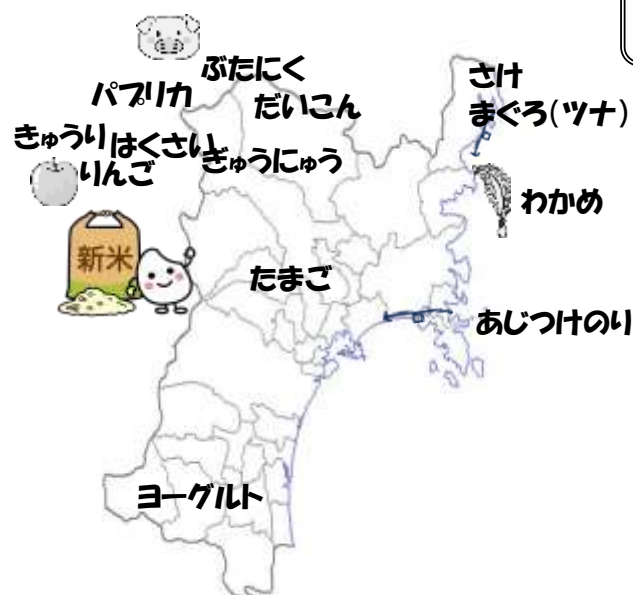 ぶたにく
パプリカ
だいこん
きゅうり
はくさい
ぎゅうにゅう
りんご
新米
たまご
ヨーグルト
さけ
まぐろ(ツナ)
わかめ
あじつけのり